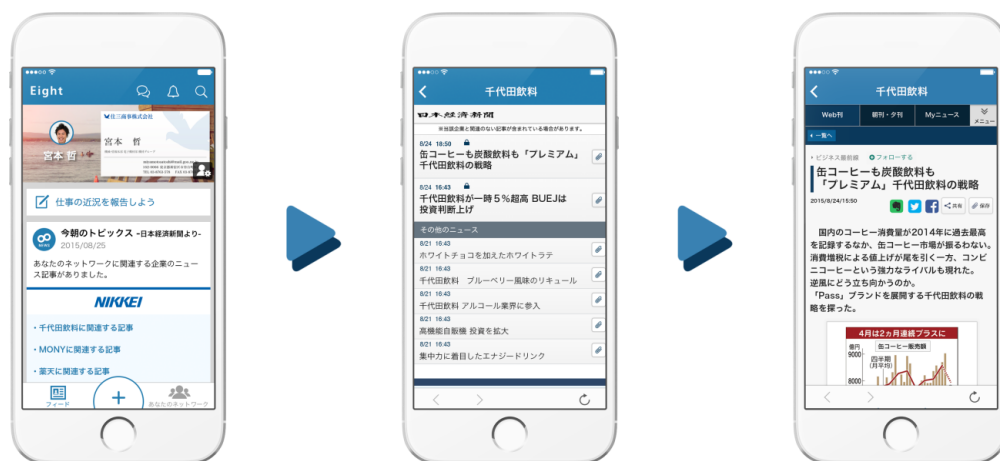 Eight
宮本 哲
佳三商事株式会社
宮本 哲
仕事の近況を報告しよう
今朝のトピックス -日本経済新聞より-
2015/08/25
NEWS
あなたのネットワークに関連する企業のニュー
ス記事がありました。
NIKKEI
・千代田飲料に関連する記事
・MONYに関連する記事
・薬天に関連する記事
フィード
あなたのネットワーク
千代田飲料
日本経済新聞
※当該企業と関連のない記事が含まれている場合があります。
8/24 18:50
缶コーヒーも炭酸飲料も「プレミアム」
千代田飲料の戦略
8/24 16:43
千代田飲料が一時5%超高 BUEJは
投資判断上げ
その他のニュース
8/21 16:43
ホワイトチョコを加えたホワイトラテ
8/21 16:43
千代田飲料 ブルーベリー風味のリキュール
8/21 16:43
千代田飲料 アルコール業界に参入
8/21 16:43
高機能自販機 投資を拡大
8/21 16:43
集中力に着目したエナジードリンク
千代田飲料
Web刊
朝刊・夕刊
Myニュース
メニュー
一覧へ
ビジネス最前線
フォローする
缶コーヒーも炭酸飲料も
「プレミアム」千代田飲料の戦略
2015/8/24/15:50
共有
保存
国内のコーヒー消費量が2014年に過去最高
を記録するなか、缶コーヒー市場が振るわない。
消費増税による値上げが尾を引く一方、コンビ
ニコーヒーという強力なライバルも現れた。
逆風にどう立ち向かうのか。
「Pass」ブランドを展開する千代田飲料の戦
略を探った。
4月は2ヵ月連続プラスに
億円
缶コーヒー販売額
9000
四半期
(月平均)
8000